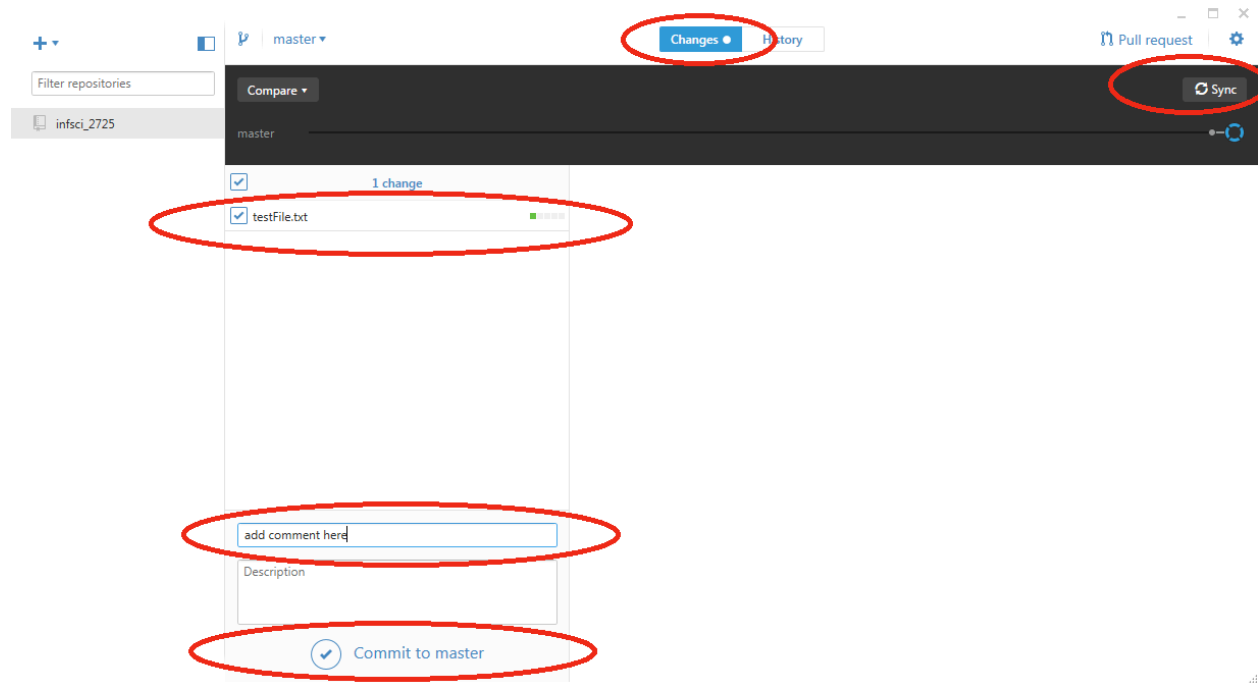 master
Changes
History
Pull request
Filter repositories
Compare
Sync
infsci_2725
master
1 change
testFile.txt
add comment here
Description
Commit to master